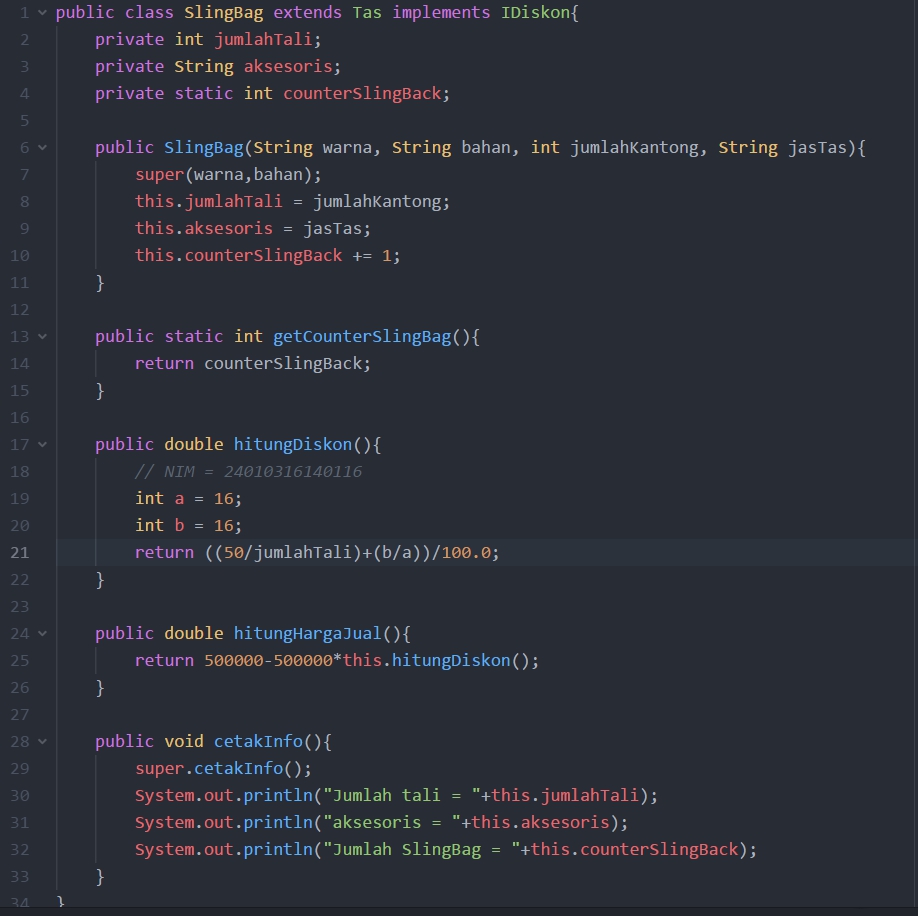 1 public class SlingBag extends Tas implements IDiskon{
2     private int jumlahTali;
3     private String aksesoris;
4     private static int counterSlingBack;
5
6     public SlingBag(String warna, String bahan, int jumlahKantong, String jasTas){
7         super(warna,bahan);
8         this.jumlahTali = jumlahKantong;
9         this.aksesoris = jasTas;
10         this.counterSlingBack += 1;
11     }
12
13     public static int getCounterSlingBag(){
14         return counterSlingBack;
15     }
16
17     public double hitungDiskon(){
18         // NIM = 24010316140116
19         int a = 16;
20         int b = 16;
21         return ((50/jumlahTali)+(b/a))/100.0;
22     }
23
24     public double hitungHargaJual(){
25         return 500000-500000*this.hitungDiskon();
26     }
27
28     public void cetakInfo(){
29         super.cetakInfo();
30         System.out.println("Jumlah tali = "+this.jumlahTali);
31         System.out.println("aksesoris = "+this.aksesoris);
32         System.out.println("Jumlah SlingBag = "+this.counterSlingBack);
33     }
34 }